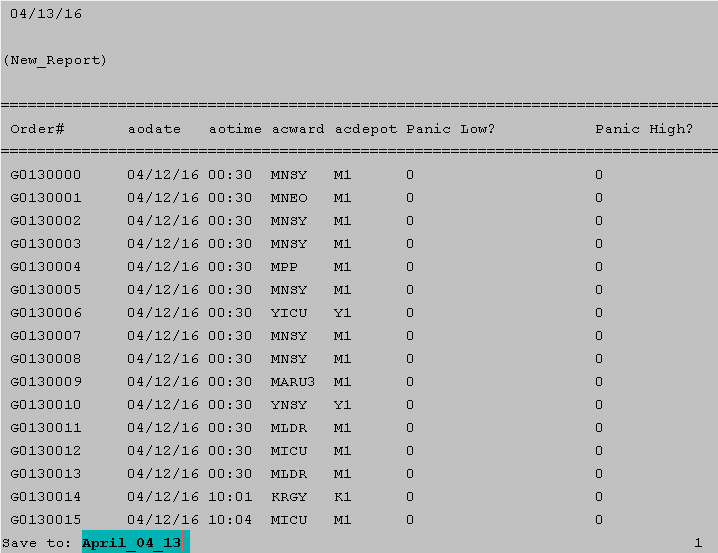 04/13/16
(New_Report)
================================================================================
Order# aodate aotime acward acdepot Panic Low? Panic High?
================================================================================
G0130000 04/12/16 00:30 MNSY M1 0 0
G0130001 04/12/16 00:30 MNEO M1 0 0
G0130002 04/12/16 00:30 MNSY M1 0 0
G0130003 04/12/16 00:30 MNSY M1 0 0
G0130004 04/12/16 00:30 MPP M1 0 0
G0130005 04/12/16 00:30 MNSY M1 0 0
G0130006 04/12/16 00:30 YICU Y1 0 0
G0130007 04/12/16 00:30 MNSY M1 0 0
G0130008 04/12/16 00:30 MNSY M1 0 0
G0130009 04/12/16 00:30 MARU3 M1 0 0
G0130010 04/12/16 00:30 YNSY Y1 0 0
G0130011 04/12/16 00:30 MLDR M1 0 0
G0130012 04/12/16 00:30 MICU M1 0 0
G0130013 04/12/16 00:30 MLDR M1 0 0
G0130014 04/12/16 10:01 KRGY K1 0 0
G0130015 04/12/16 10:04 MICU M1 0 0
Save to: April_04_13 1